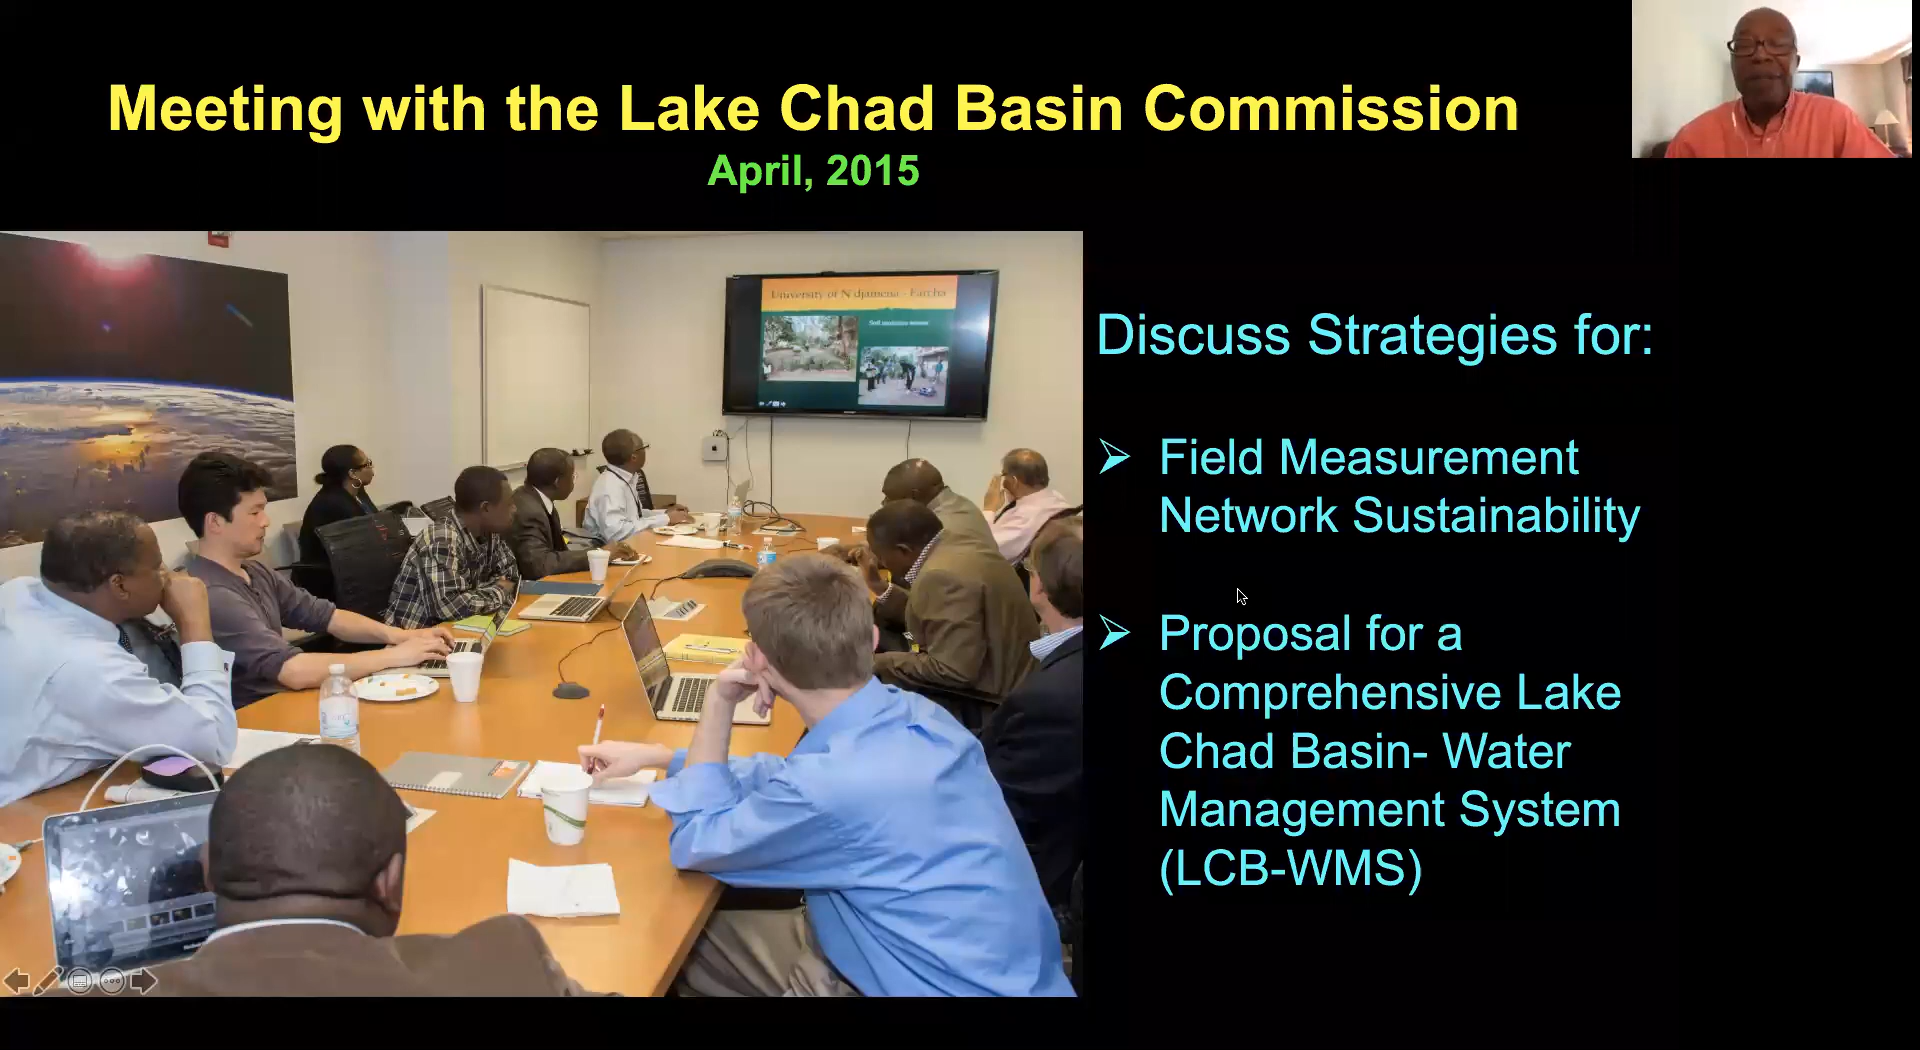 Meeting with the Lake Chad Basin Commission
April, 2015
University of N'djamena - Farcha
Discuss Strategies for:
Field Measurement
Network Sustainability
Proposal for a
Comprehensive Lake
Chad Basin- Water
Management System
(LCB-WMS)